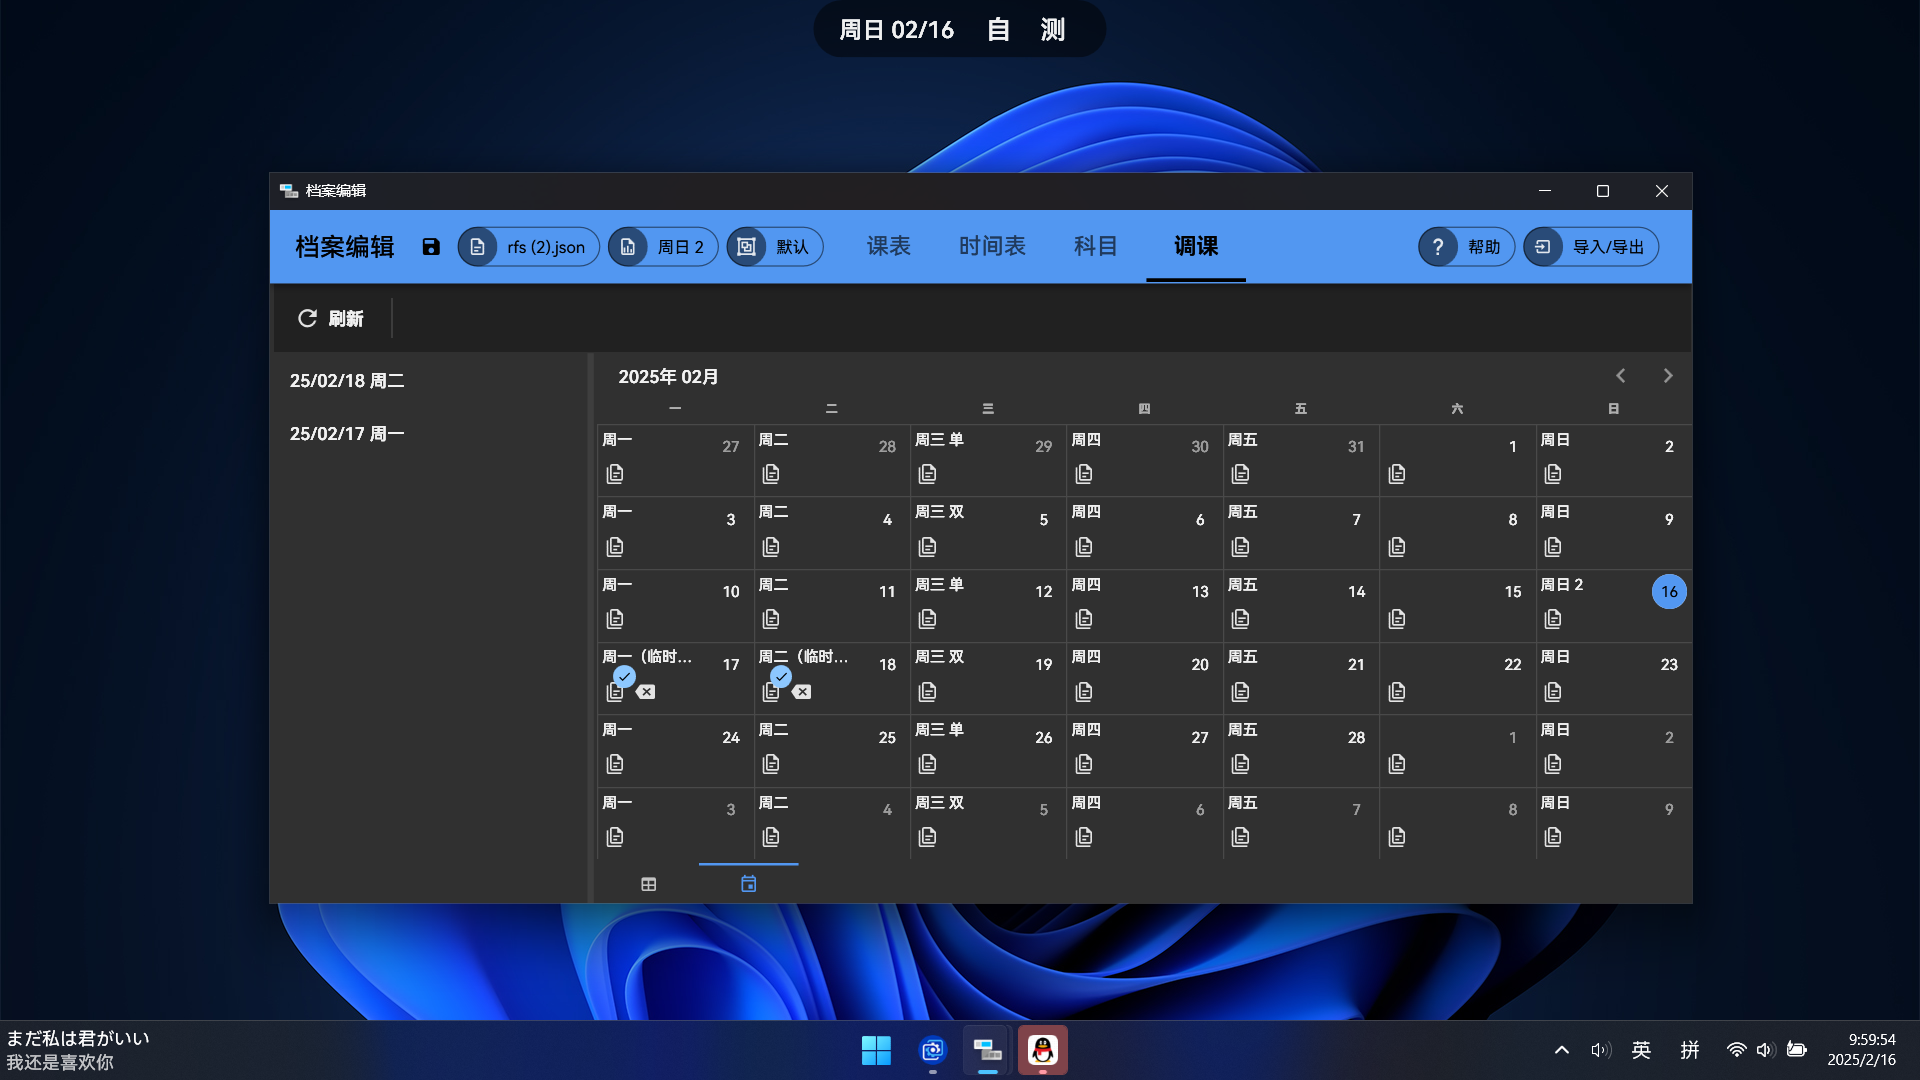 周日 02/16 自 测
档案编辑
档案编辑 rfs (2).json 周日 2 默认 课表 时间表 科目 调课 ? 帮助 导入/导出
刷新
25/02/18 周二
25/02/17 周一
2025年 02月
一 二 三 四 五 六 日
周一 27 周二 28 周三 单 29 周四 30 周五 31 1 周日 2
周一 3 周二 4 周三 双 5 周四 6 周五 7 8 周日 9
周一 10 周二 11 周三 单 12 周四 13 周五 14 15 周日 2 16
周一（临时... 17 周二（临时... 18 周三 双 19 周四 20 周五 21 22 周日 23
周一 24 周二 25 周三 单 26 周四 27 周五 28 1 周日 2
周一 3 周二 4 周三 双 5 周四 6 周五 7 8 周日 9
まだ私は君がいい
我还是喜欢你
英 拼
9:59:54
2025/2/16